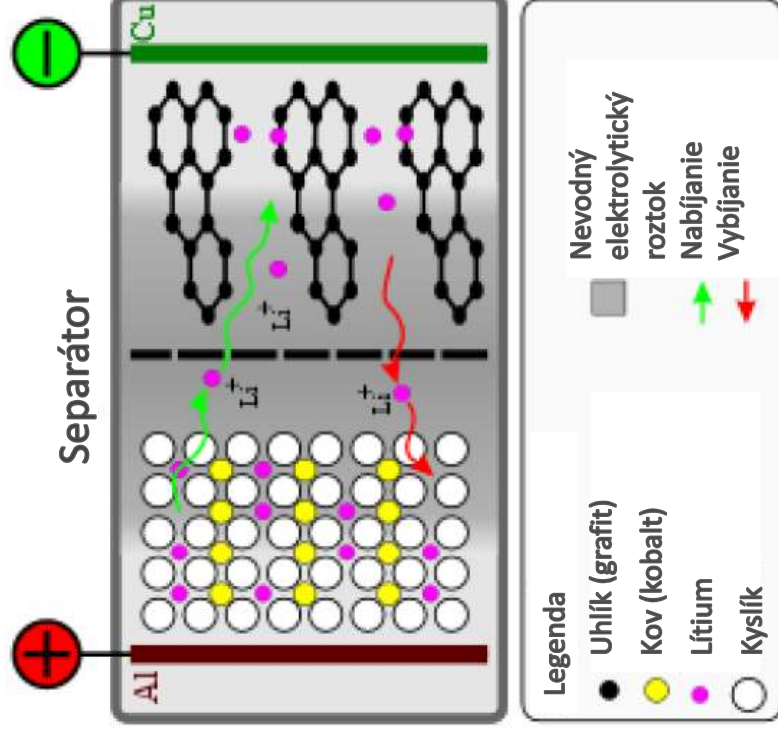 Separátor
+
−
Al
Cu
Li+
Li+
Li+
Legenda
Uhlík (grafit)
Kov (kobalt)
Lítium
Kyslík
Nevodný
elektrolytický
roztok
Nabíjanie
Vybíjanie